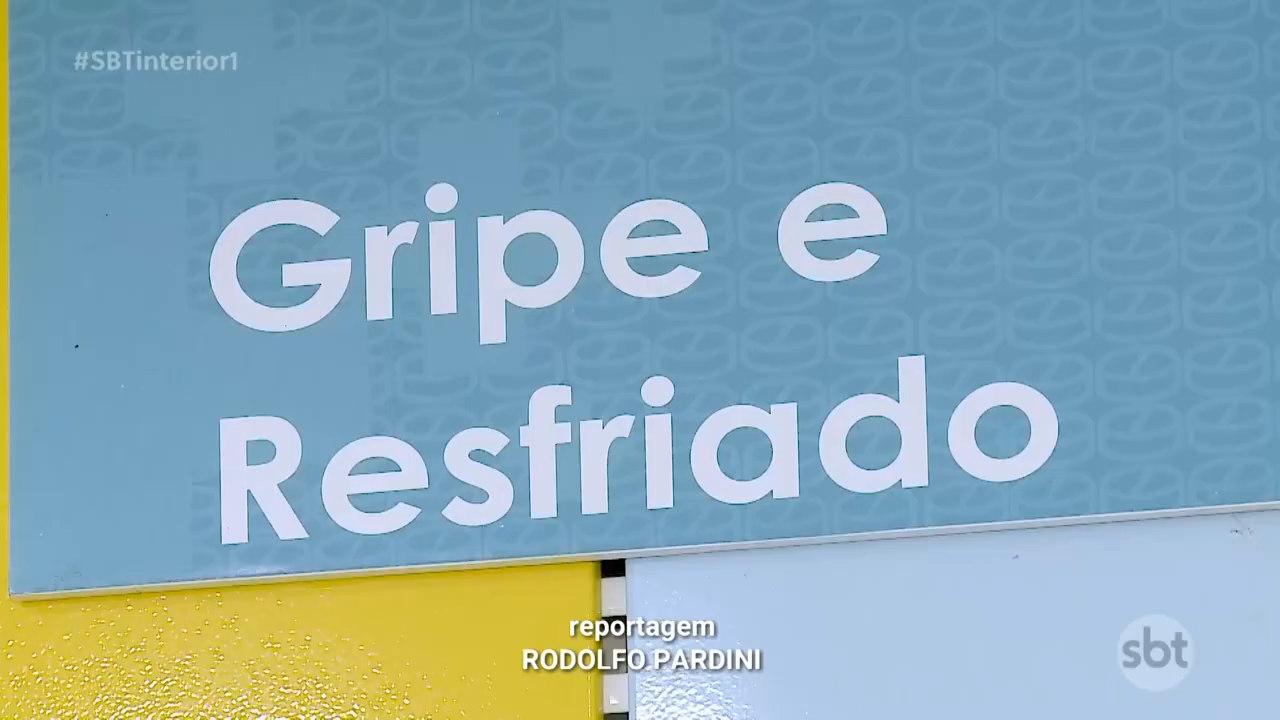 #SBTinterior1
Gripe e
Resfriado
reportagem
RODOLFO PARDINI
sbt